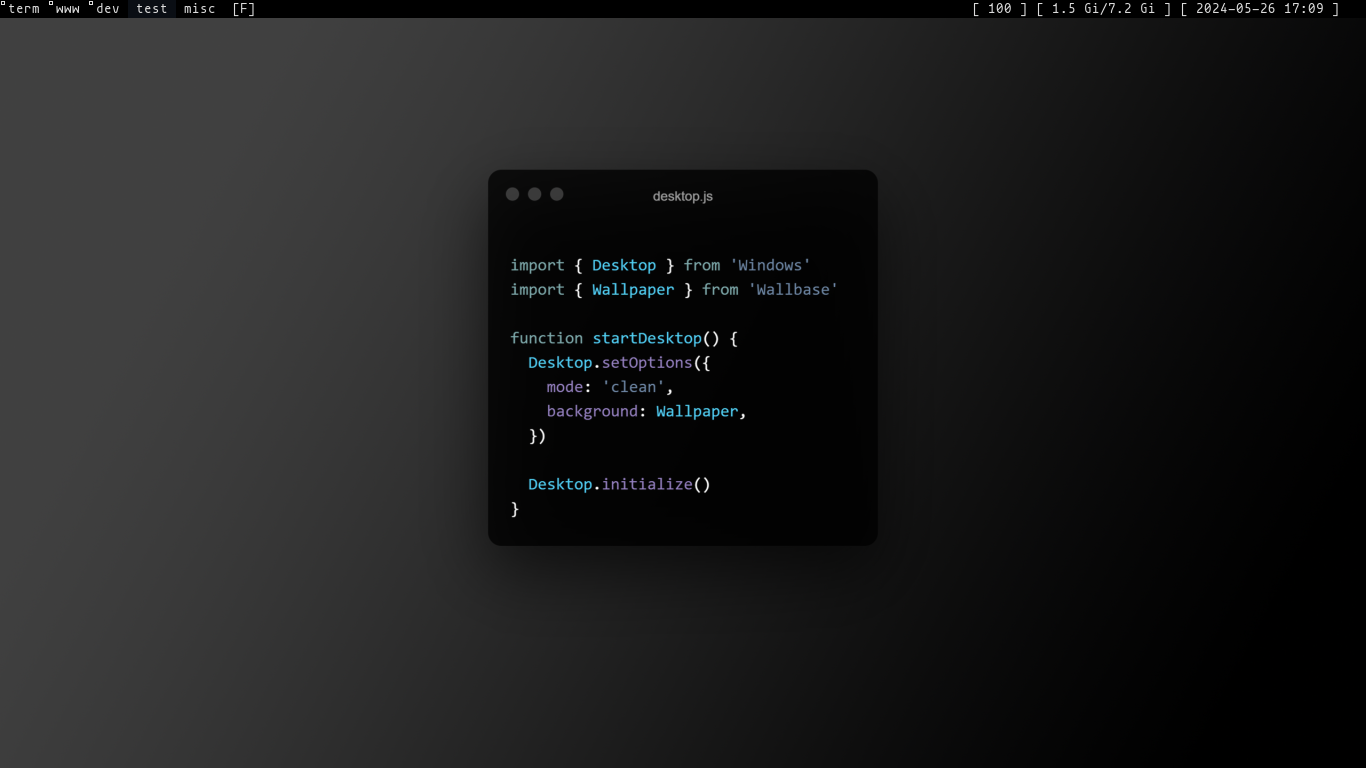 term www dev test misc [F] [ 100 ] [ 1.5 Gi/7.2 Gi ] [ 2024-05-26 17:09 ]
desktop.js
import { Desktop } from 'Windows'
import { Wallpaper } from 'Wallbase'
function startDesktop() {
  Desktop.setOptions({
    mode: 'clean',
    background: Wallpaper,
  })
  Desktop.initialize()
}